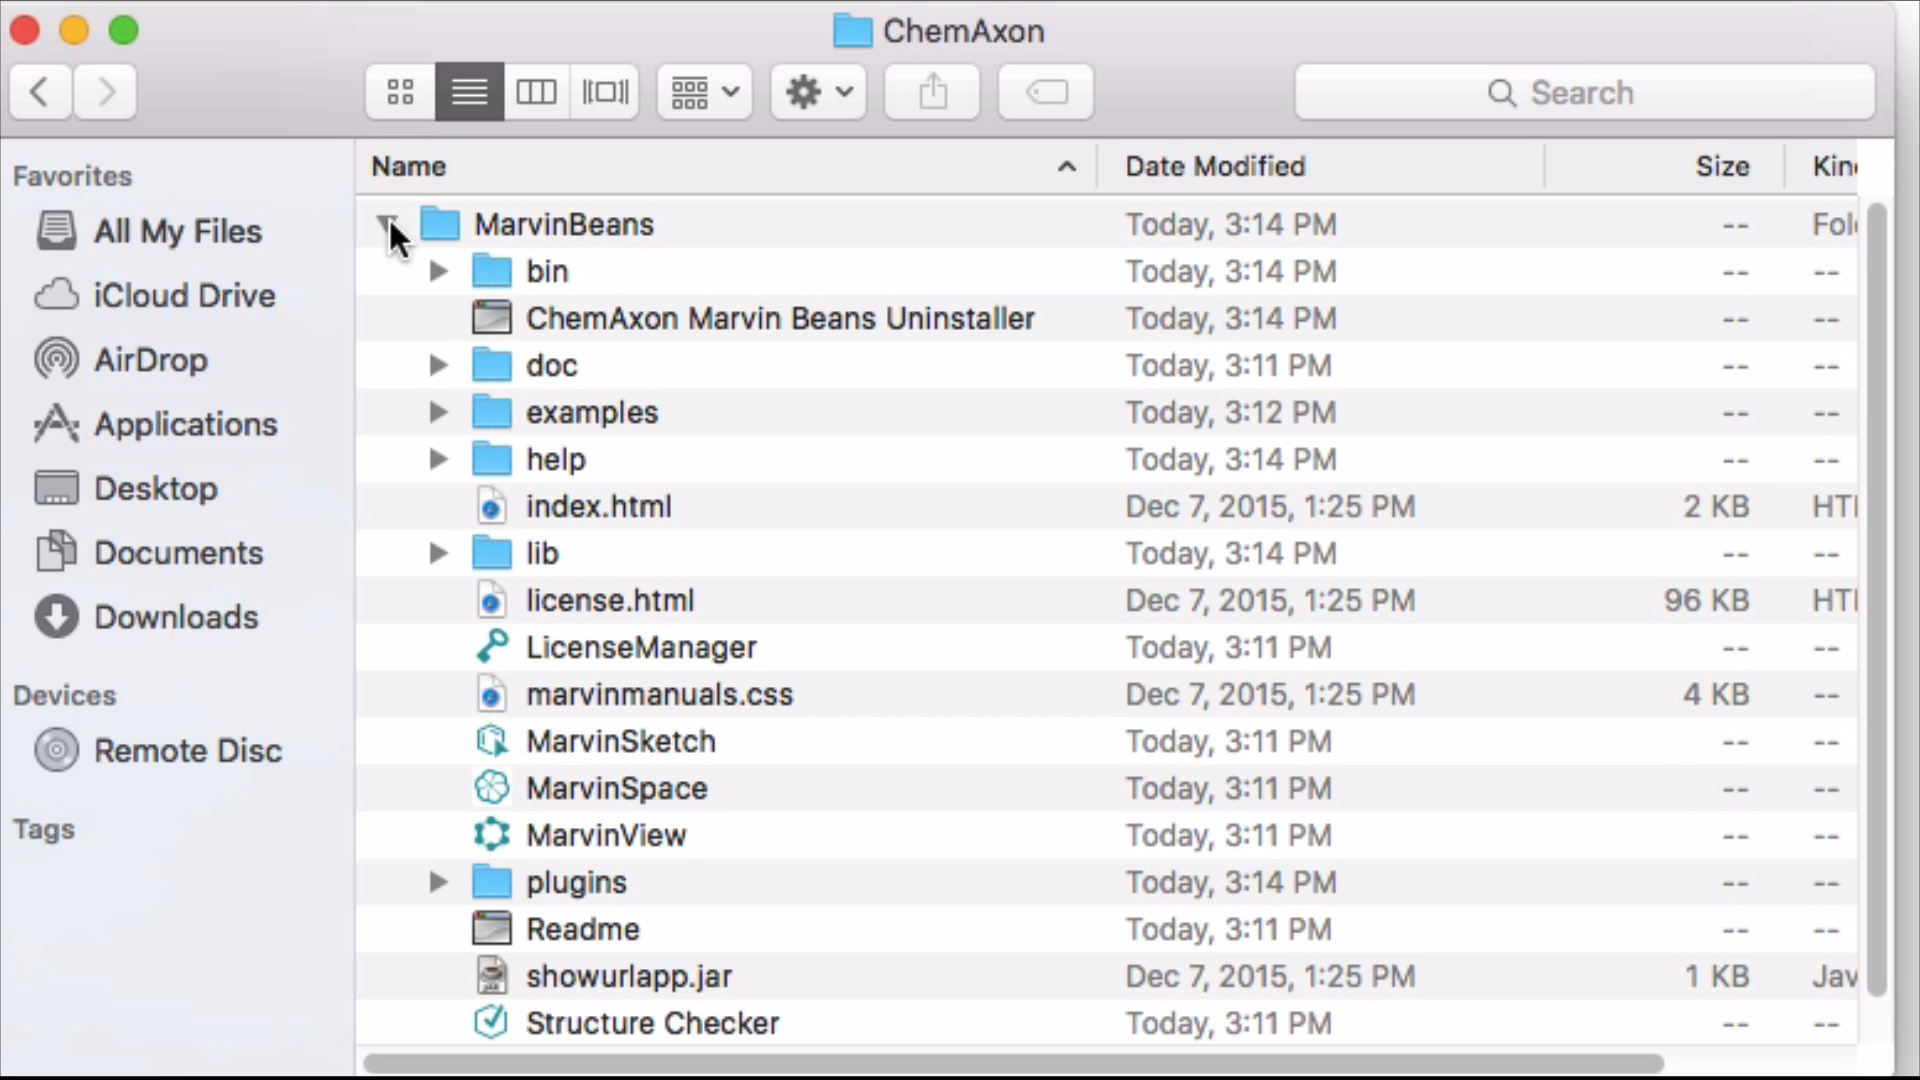 ChemAxon
Search
Favorites
All My Files
iCloud Drive
AirDrop
Applications
Desktop
Documents
Downloads
Devices
Remote Disc
Tags
Name Date Modified Size Kin
MarvinBeans Today, 3:14 PM -- Fol
bin Today, 3:14 PM -- --
ChemAxon Marvin Beans Uninstaller Today, 3:14 PM -- --
doc Today, 3:11 PM -- --
examples Today, 3:12 PM -- --
help Today, 3:14 PM -- --
index.html Dec 7, 2015, 1:25 PM 2 KB HT
lib Today, 3:14 PM -- --
license.html Dec 7, 2015, 1:25 PM 96 KB HT
LicenseManager Today, 3:11 PM -- --
marvinmanuals.css Dec 7, 2015, 1:25 PM 4 KB --
MarvinSketch Today, 3:11 PM -- --
MarvinSpace Today, 3:11 PM -- --
MarvinView Today, 3:11 PM -- --
plugins Today, 3:14 PM -- --
Readme Today, 3:11 PM -- --
showurlapp.jar Dec 7, 2015, 1:25 PM 1 KB Jav
Structure Checker Today, 3:11 PM -- --